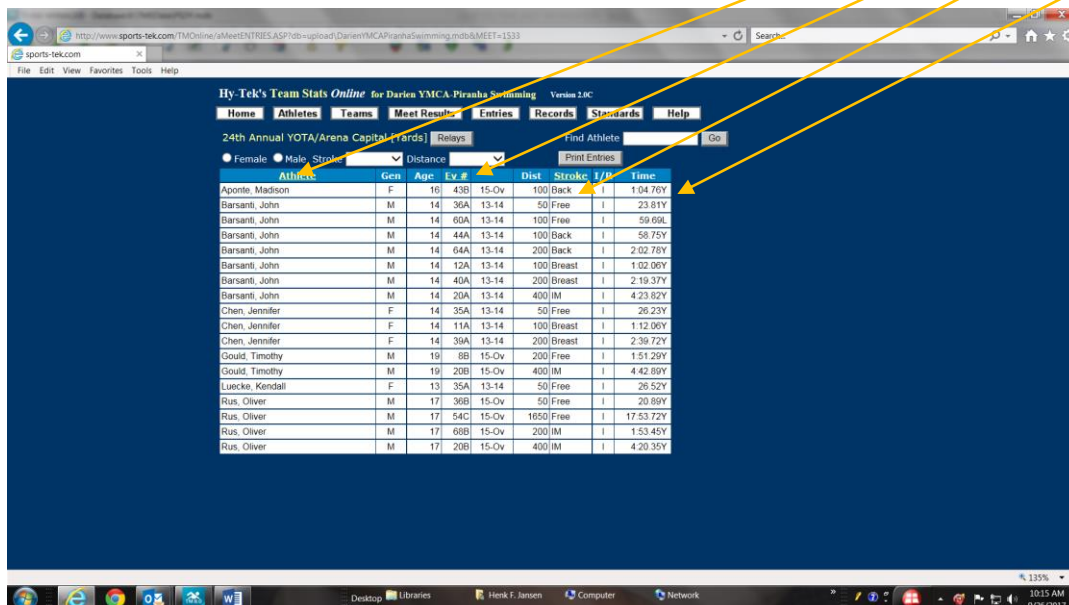 http://www.sports-tek.com/TMOnline/aMeetENTRIES.ASP?db=upload\DarienYMCAPiranhaSwimming.mdb&MEET=1533
Search...
sports-tek.com
File Edit View Favorites Tools Help
Hy-Tek's Team Stats Online for Darien YMCA-Piranha Swimming Version 2.0C
Home Athletes Teams Meet Results Entries Records Standards Help
24th Annual YOTA/Arena Capital [Yards] Relays Find Athlete Go
Female Male Stroke Distance Print Entries
Athlete Gen Age Ev # Dist Stroke I/R Time
Aponte, Madison F 16 43B 15-Ov 100 Back I 1:04.76Y
Barsanti, John M 14 36A 13-14 50 Free I 23.81Y
Barsanti, John M 14 60A 13-14 100 Free I 59.69L
Barsanti, John M 14 44A 13-14 100 Back I 58.75Y
Barsanti, John M 14 64A 13-14 200 Back I 2:02.78Y
Barsanti, John M 14 12A 13-14 100 Breast I 1:02.06Y
Barsanti, John M 14 40A 13-14 200 Breast I 2:19.37Y
Barsanti, John M 14 20A 13-14 400 IM I 4:23.82Y
Chen, Jennifer F 14 35A 13-14 50 Free I 26.23Y
Chen, Jennifer F 14 11A 13-14 100 Breast I 1:12.06Y
Chen, Jennifer F 14 39A 13-14 200 Breast I 2:39.72Y
Gould, Timothy M 19 8B 15-Ov 200 Free I 1:51.29Y
Gould, Timothy M 19 20B 15-Ov 400 IM I 4:42.89Y
Luecke, Kendall F 13 35A 13-14 50 Free I 26.52Y
Rus, Oliver M 17 36B 15-Ov 50 Free I 20.89Y
Rus, Oliver M 17 54C 15-Ov 1650 Free I 17:53.72Y
Rus, Oliver M 17 68B 15-Ov 200 IM I 1:53.45Y
Rus, Oliver M 17 20B 15-Ov 400 IM I 4:20.35Y
135%
Desktop Libraries Henk F. Jansen Computer Network
10:15 AM